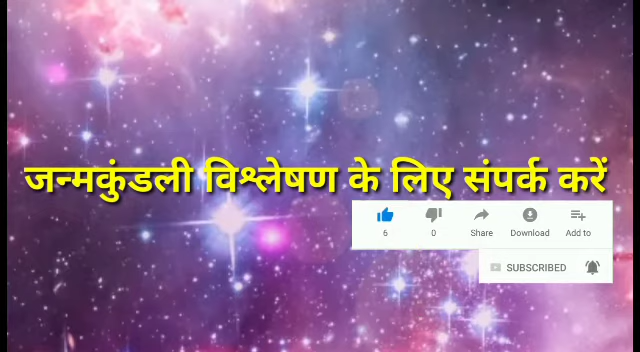 जन्मकुंडली विश्लेषण के लिए संपर्क करें
6 0 Share Download Add to
SUBSCRIBED